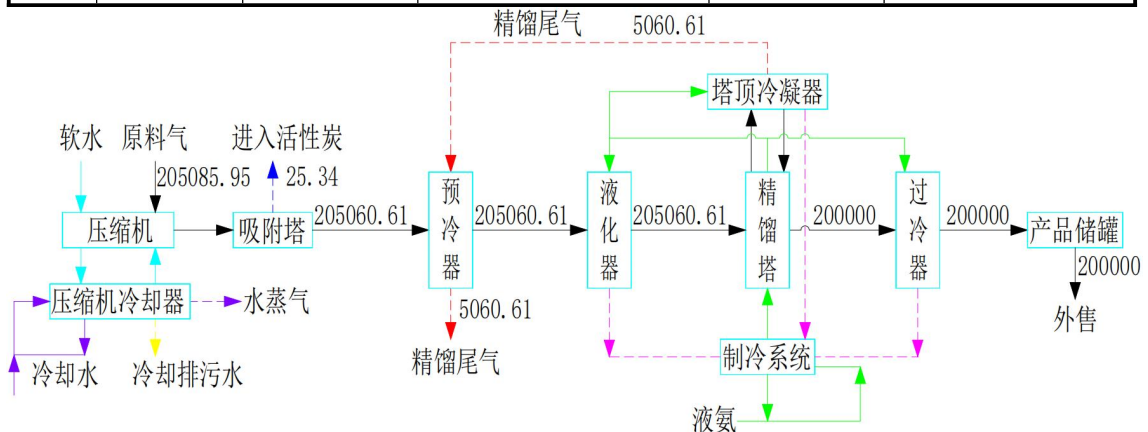 精馏尾气 5060.61
塔顶冷凝器
软水 原料气 进入活性炭
205085.95 25.34
压缩机 吸附塔 205060.61 预冷器 205060.61 液化器 205060.61 精馏塔 200000 过冷器 200000 产品储罐
200000
压缩机冷却器 水蒸气 5060.61 外售
冷却水 冷却排污水 精馏尾气 制冷系统
液氨